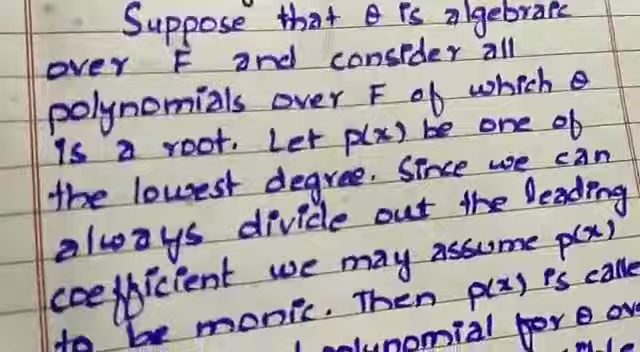 Suppose that θ is algebraic
over F and consider all
polynomials over F of which θ
is a root. Let p(x) be one of
the lowest degree. Since we can
always divide out the leading
coefficient we may assume p(x)
to be monic. Then p(x) is calle
polynomial for θ ov